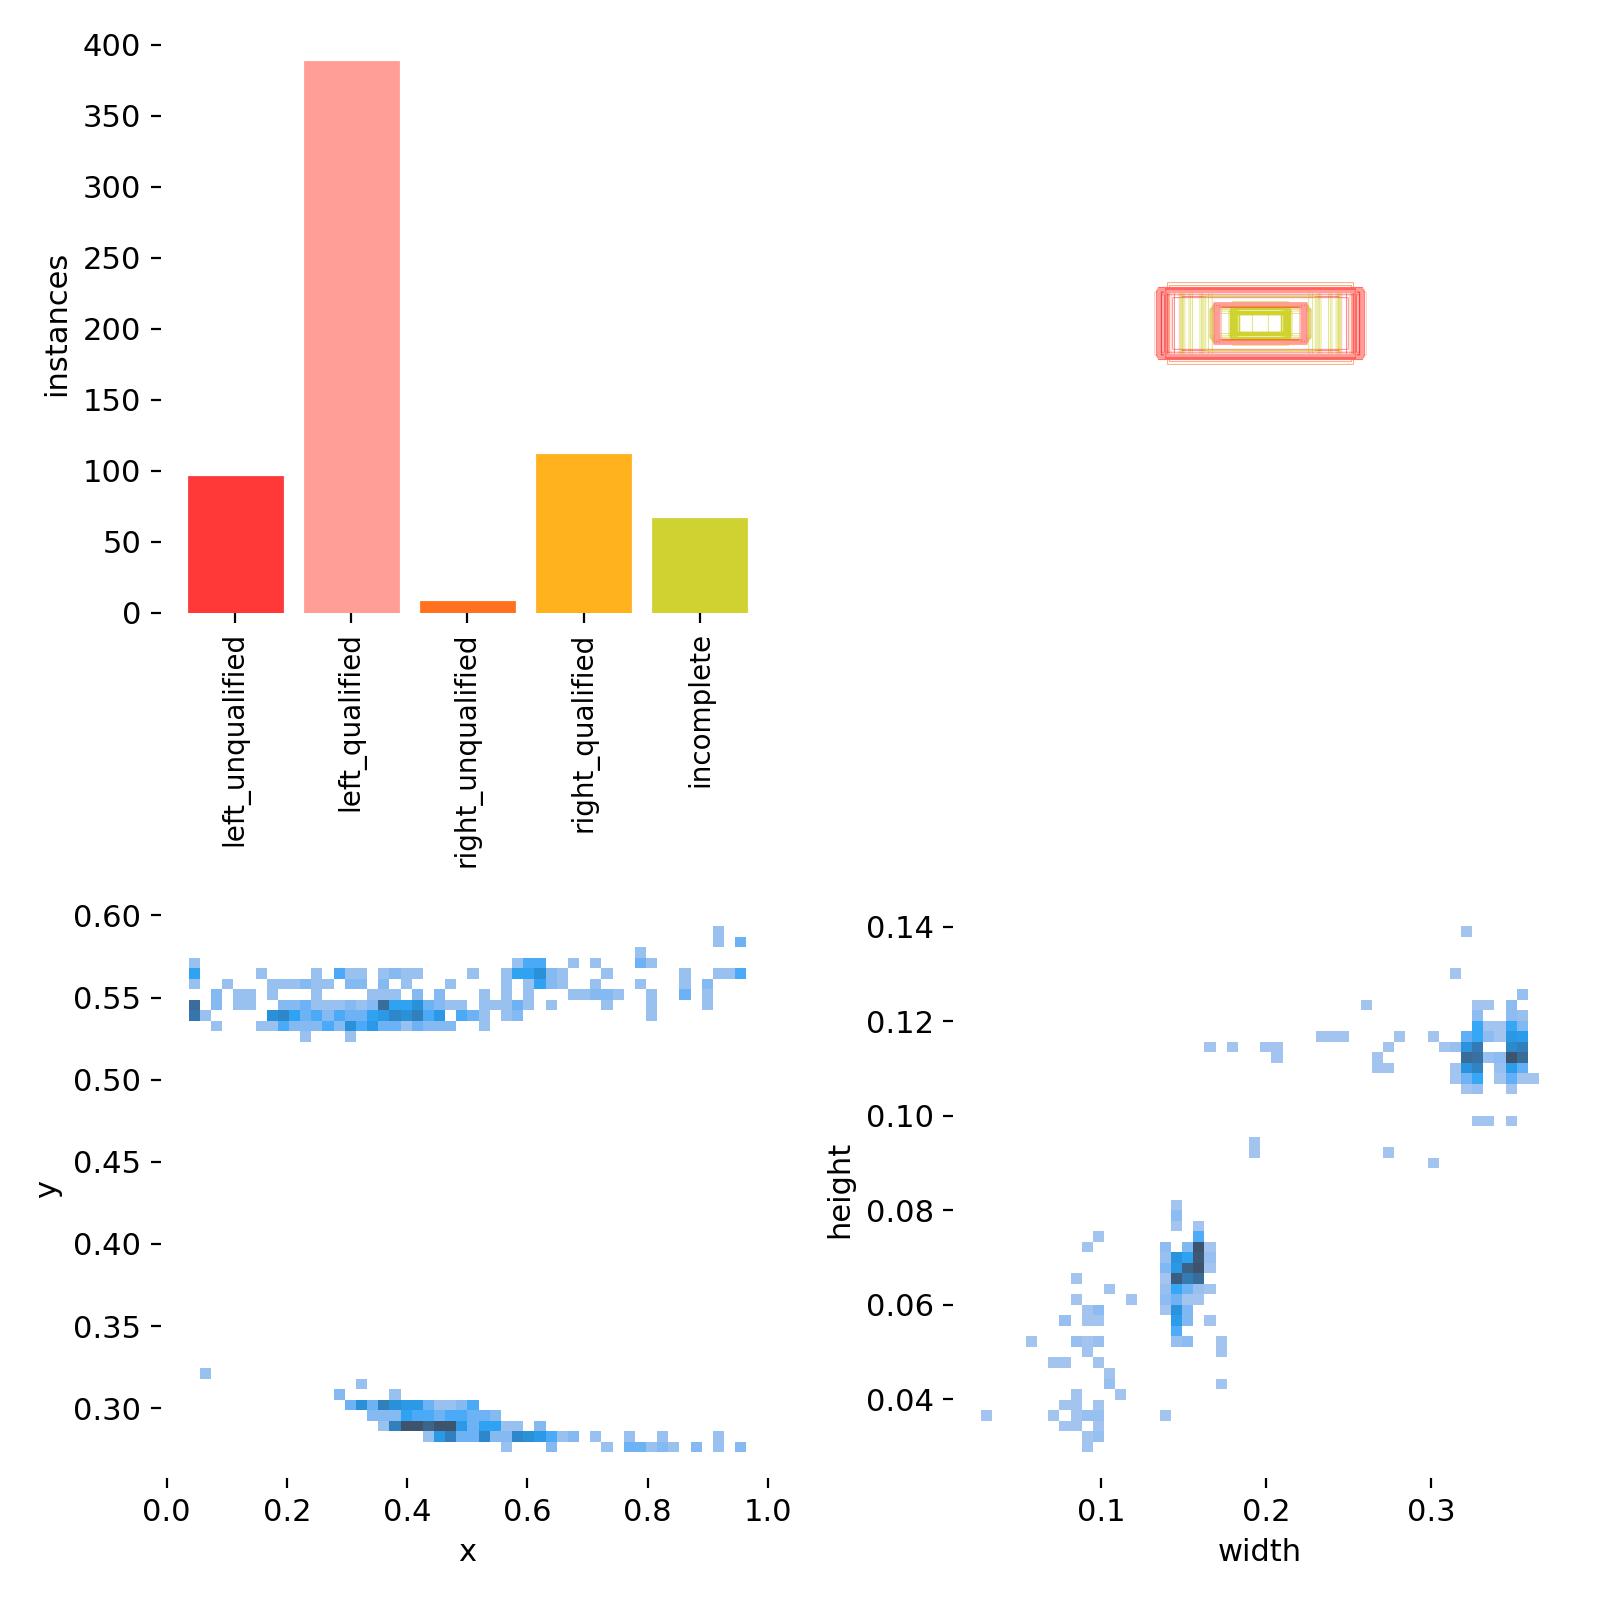 400
350
300
250
200
150
100
50
0
instances
left_unqualified
left_qualified
right_unqualified
right_qualified
incomplete
0.60
0.55
0.50
0.45
0.40
0.35
0.30
y
0.0 0.2 0.4 0.6 0.8 1.0
x
0.14
0.12
0.10
0.08
0.06
0.04
height
0.1 0.2 0.3
width